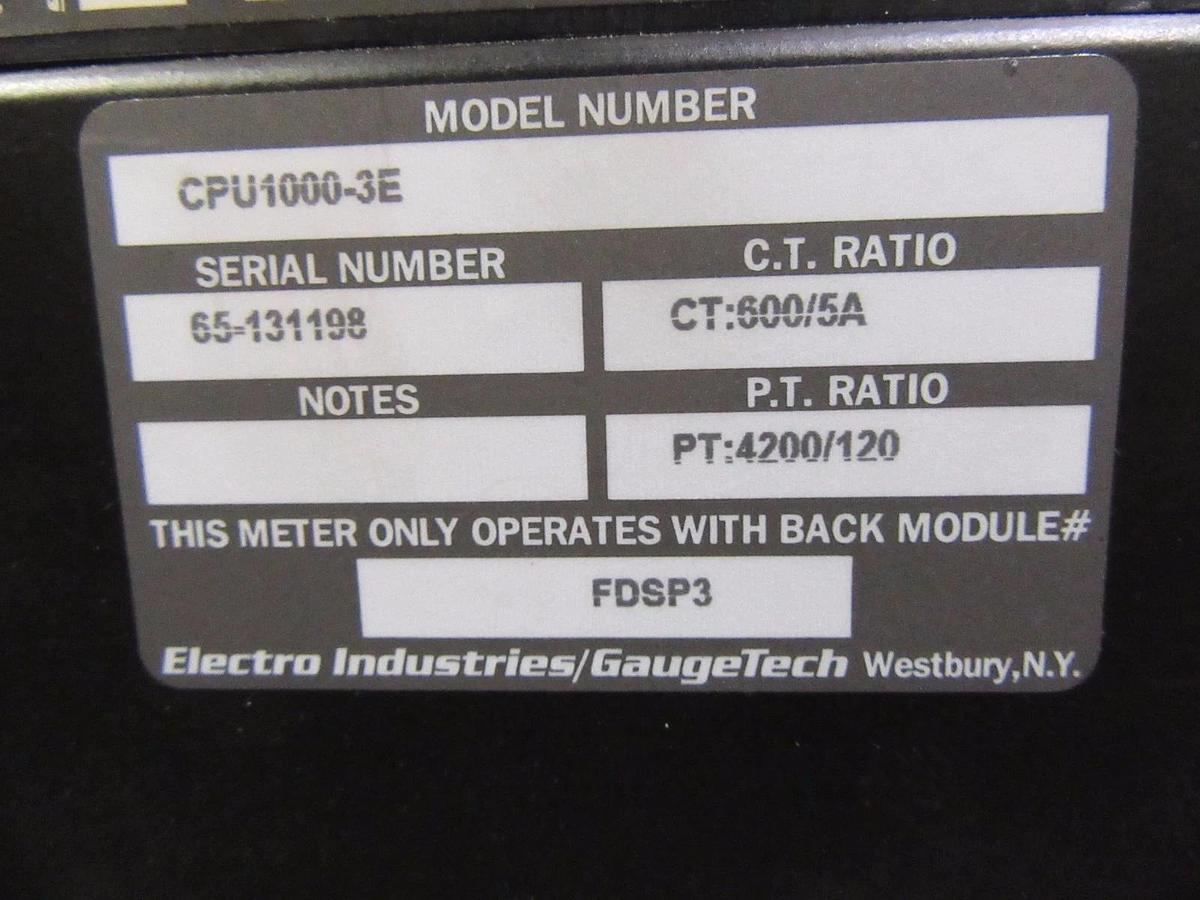 MODEL NUMBER
CPU1000-3E
SERIAL NUMBER
65-131198
C.T. RATIO
CT:600/5A
NOTES
P.T. RATIO
PT:4200/120
THIS METER ONLY OPERATES WITH BACK MODULE#
FDSP3
Electro Industries/GaugeTech Westbury,N.Y.